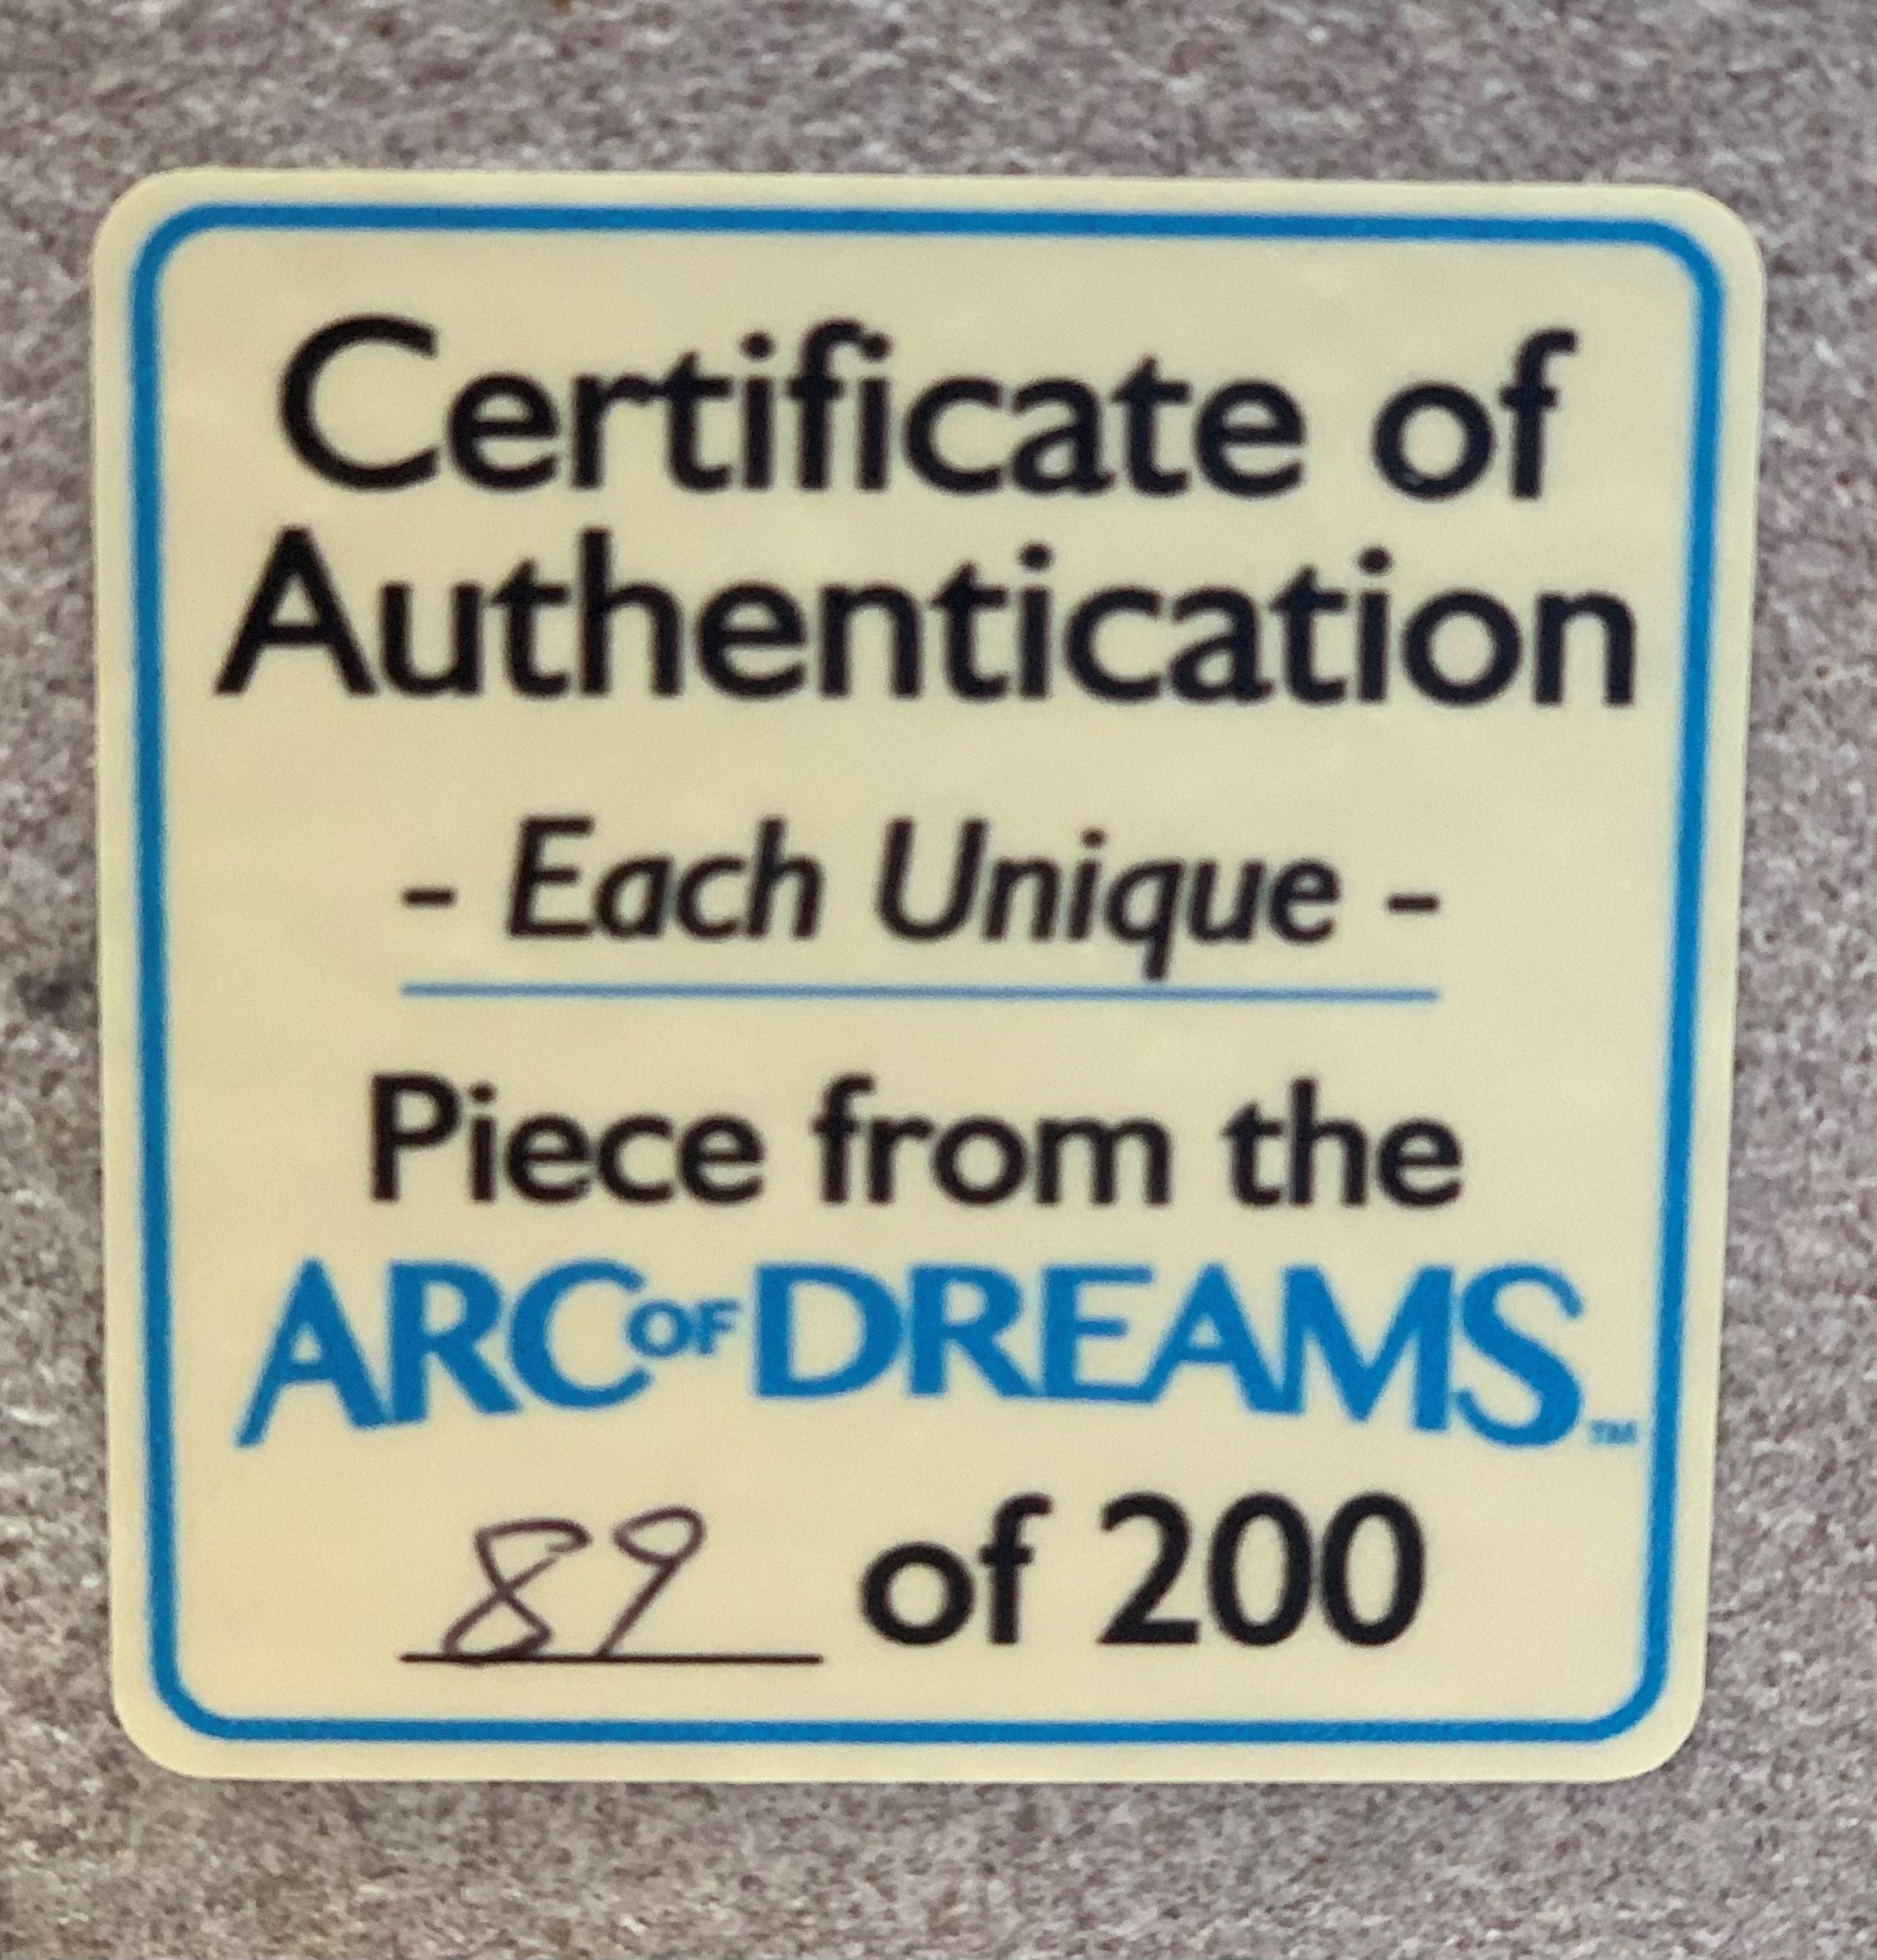 Certificate of
Authentication
- Each Unique -
Piece from the
ARC OF DREAMS™
89 of 200